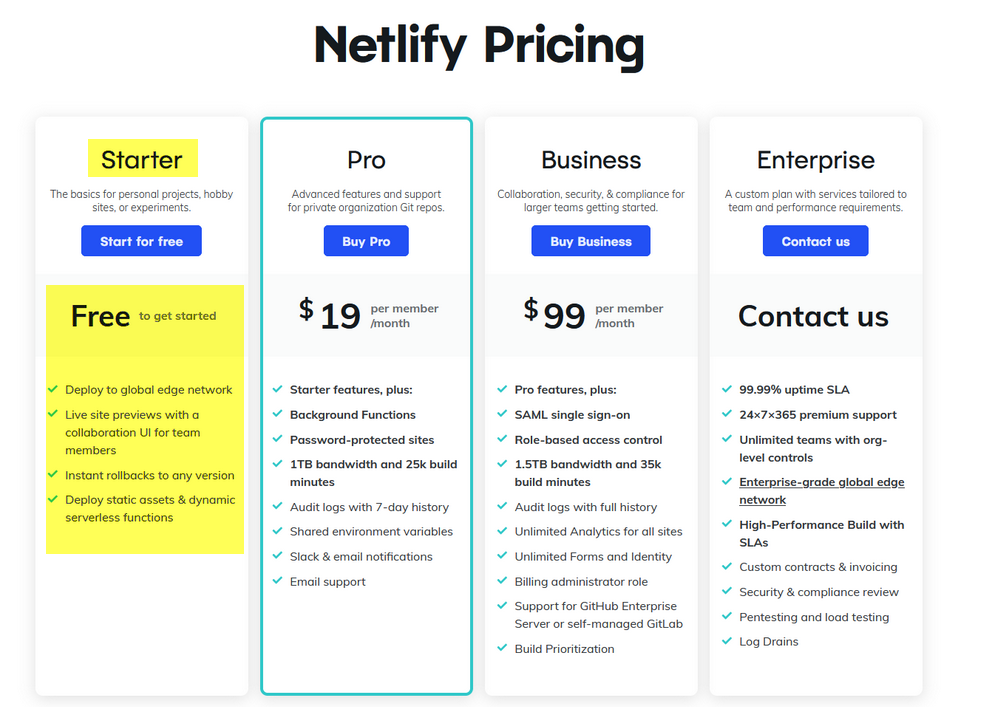 Netlify Pricing
Starter
The basics for personal projects, hobby
sites, or experiments.
Start for free
Free to get started
Deploy to global edge network
Live site previews with a
collaboration UI for team
members
Instant rollbacks to any version
Deploy static assets & dynamic
serverless functions
Pro
Advanced features and support
for private organization Git repos.
Buy Pro
$19 per member
/month
Starter features, plus:
Background Functions
Password-protected sites
1TB bandwidth and 25k build
minutes
Audit logs with 7-day history
Shared environment variables
Slack & email notifications
Email support
Business
Collaboration, security, & compliance for
larger teams getting started.
Buy Business
$99 per member
/month
Pro features, plus:
SAML single sign-on
Role-based access control
1.5TB bandwidth and 35k
build minutes
Audit logs with full history
Unlimited Analytics for all sites
Unlimited Forms and Identity
Billing administrator role
Support for GitHub Enterprise
Server or self-managed GitLab
Build Prioritization
Enterprise
A custom plan with services tailored to
team and performance requirements.
Contact us
Contact us
99.99% uptime SLA
24×7×365 premium support
Unlimited teams with org-
level controls
Enterprise-grade global edge
network
High-Performance Build with
SLAs
Custom contracts & invoicing
Security & compliance review
Pentesting and load testing
Log Drains